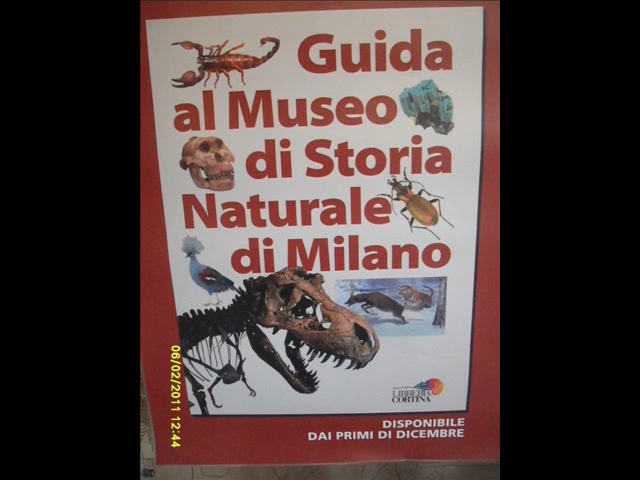 Guida
al Museo
di Storia
Naturale
di Milano
LIBRERIA
CORTINA
DISPONIBILE
DAI PRIMI DI DICEMBRE
06/02/2011 12:44